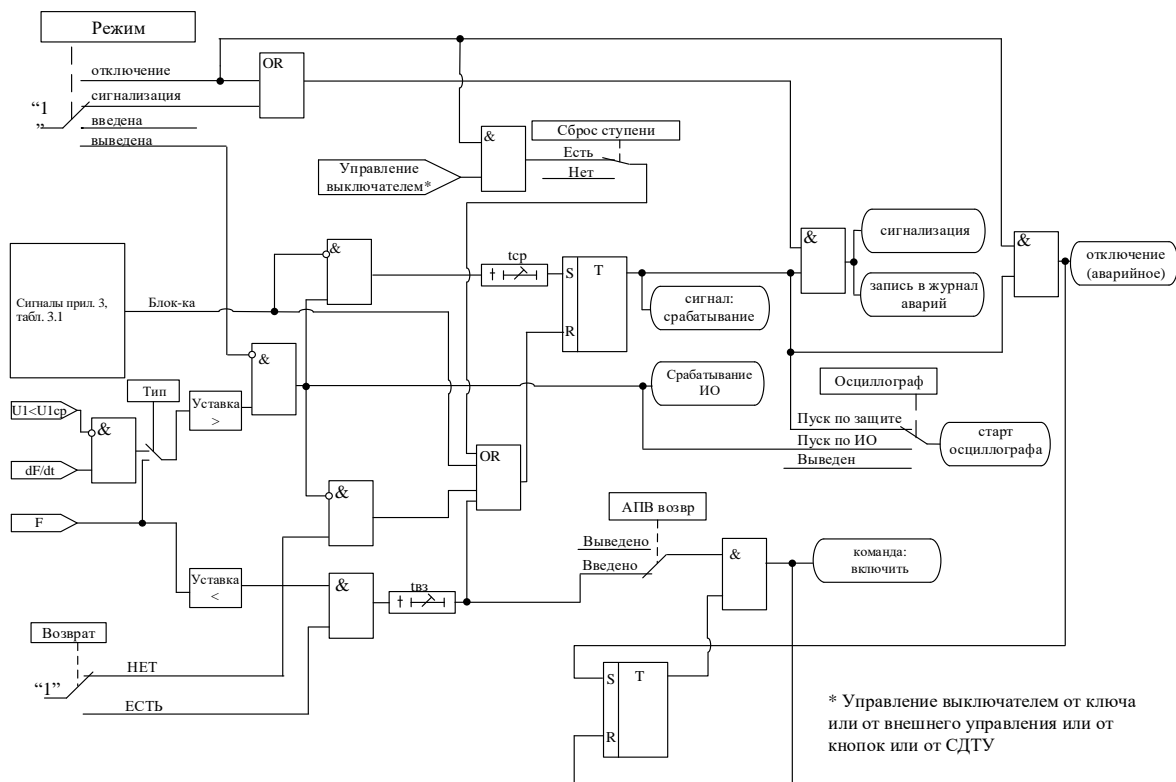 Режим
отключение
OR
сигнализация
“1
”
введена
выведена
&
Сброс ступени
Есть
Нет
Управление
выключателем*
&
tср
S
T
R
&
сигнализация
запись в журнал
аварий
&
отключение
(аварийное)
Сигналы прил. 3,
табл. 3.1
Блок-ка
сигнал:
срабатывание
&
Тип
Уставка
>
U1<U1ср
&
dF/dt
F
Срабатывание
ИО
Осциллограф
Пуск по защите
Пуск по ИО
Выведен
старт
осциллографа
OR
&
АПВ возвр
Выведено
Введено
&
команда:
включить
Уставка
<
&
tвз
Возврат
“1”
НЕТ
ЕСТЬ
S
T
R
* Управление выключателем от ключа
или от внешнего управления или от
кнопок или от СДТУ